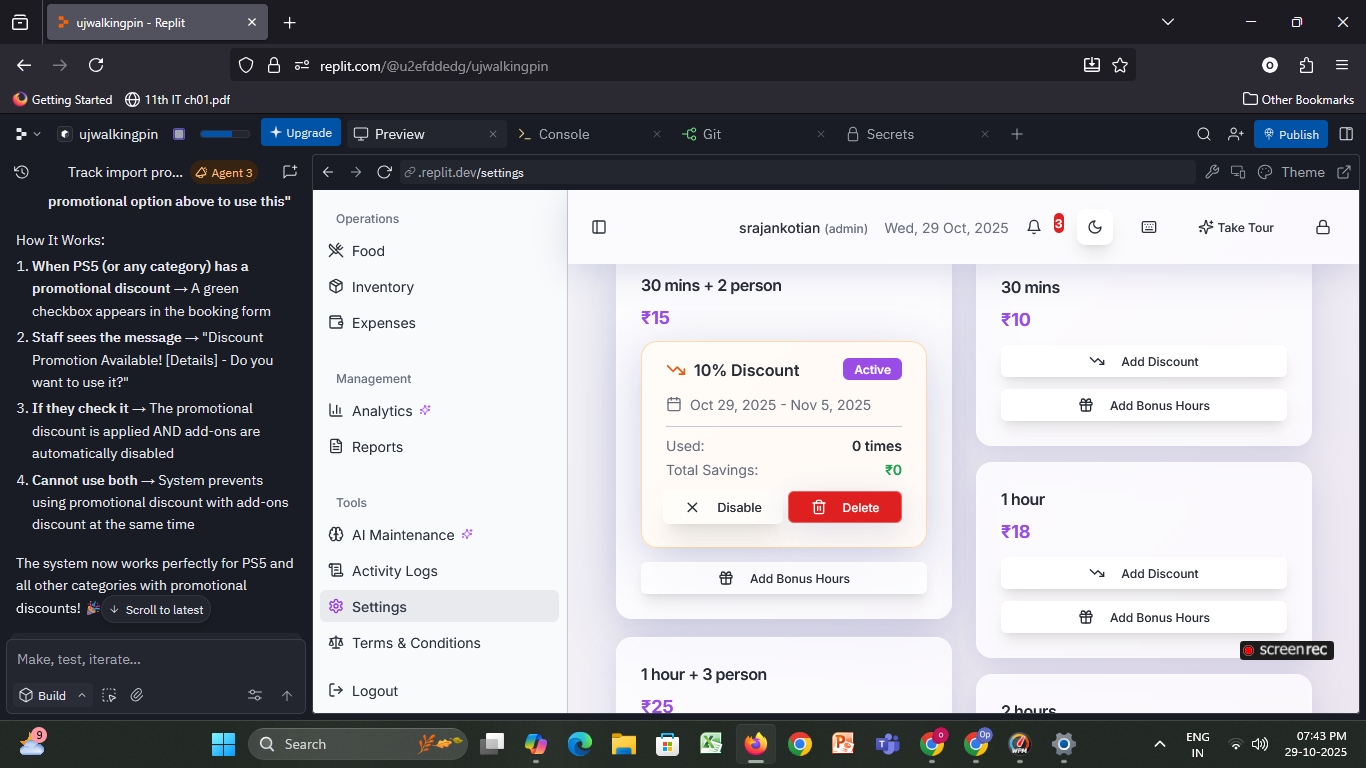 ujwalkingpin - Replit
replit.com/@u2efddedg/ujwalkingpin
Getting Started
11th IT ch01.pdf
Other Bookmarks
ujwalkingpin
Upgrade
Preview
Console
Git
Secrets
Publish
Track import pro...
Agent 3
.replit.dev/settings
Theme
promotional option above to use this"
How It Works:
1. When PS5 (or any category) has a
promotional discount → A green
checkbox appears in the booking form
2. Staff sees the message → "Discount
Promotion Available! [Details] - Do you
want to use it?"
3. If they check it → The promotional
discount is applied AND add-ons are
automatically disabled
4. Cannot use both → System prevents
using promotional discount with add-ons
discount at the same time
The system now works perfectly for PS5 and
all other categories with promotional
discounts! 🎉
Scroll to latest
Make, test, iterate...
Build
Operations
Food
Inventory
Expenses
Management
Analytics
Reports
Tools
AI Maintenance
Activity Logs
Settings
Terms & Conditions
Logout
srajankotian (admin)
Wed, 29 Oct, 2025
3
Take Tour
30 mins + 2 person
₹15
10% Discount
Active
Oct 29, 2025 - Nov 5, 2025
Used: 0 times
Total Savings: ₹0
Disable
Delete
Add Bonus Hours
1 hour + 3 person
₹25
30 mins
₹10
Add Discount
Add Bonus Hours
1 hour
₹18
Add Discount
Add Bonus Hours
2 hours
screenrec
9
Search
ENG
IN
07:43 PM
29-10-2025